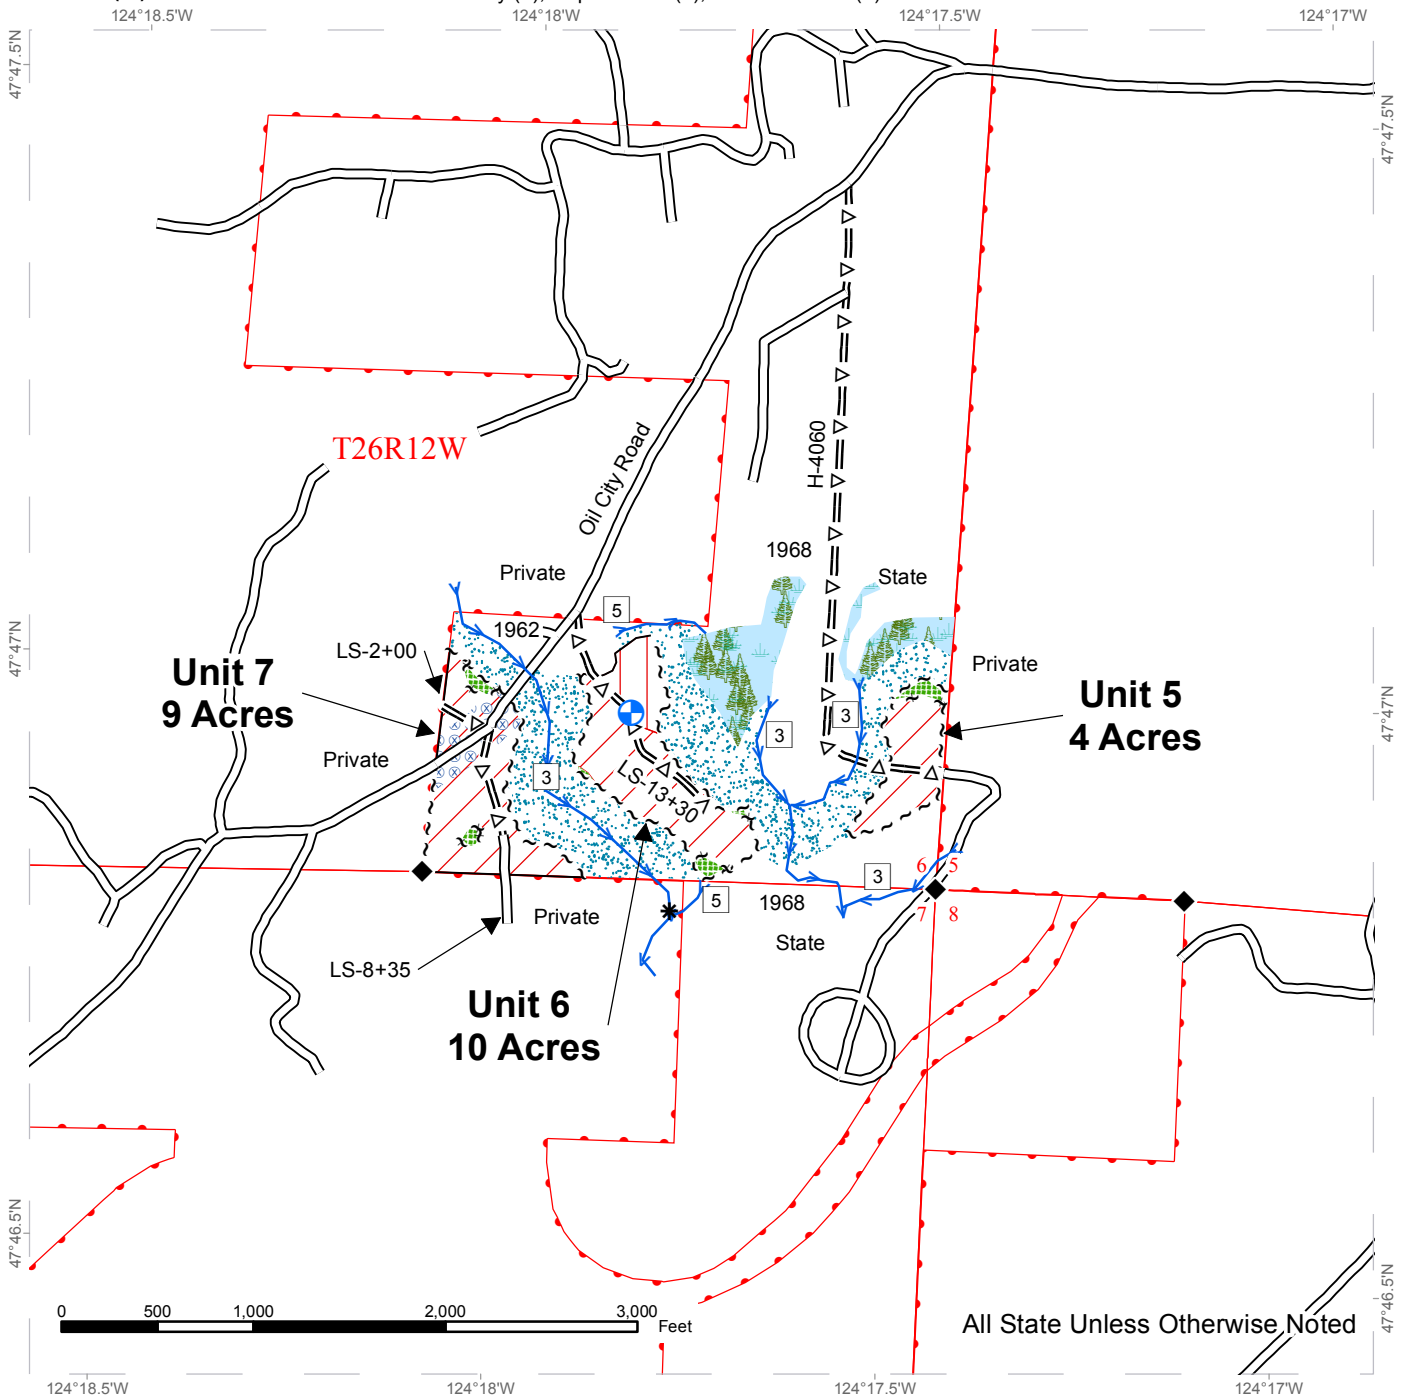 124°18.5'W
124°18'W
124°17.5'W
124°17'W
47°47.5'N
47°47.5'N
T26R12W
Oil City Road
H-4060
1968
Private
State
5
1962
LS-2+00
Unit 7
9 Acres
47°47'N
Private
Unit 5
4 Acres
47°47'N
3
3
Private
3
LS-13+30
6 5
7 8
3
5
1968
Private
State
LS-8+35
Unit 6
10 Acres
47°46.5'N
47°46.5'N
0 500 1,000 2,000 3,000
Feet
All State Unless Otherwise Noted
124°18.5'W
124°18'W
124°17.5'W
124°17'W